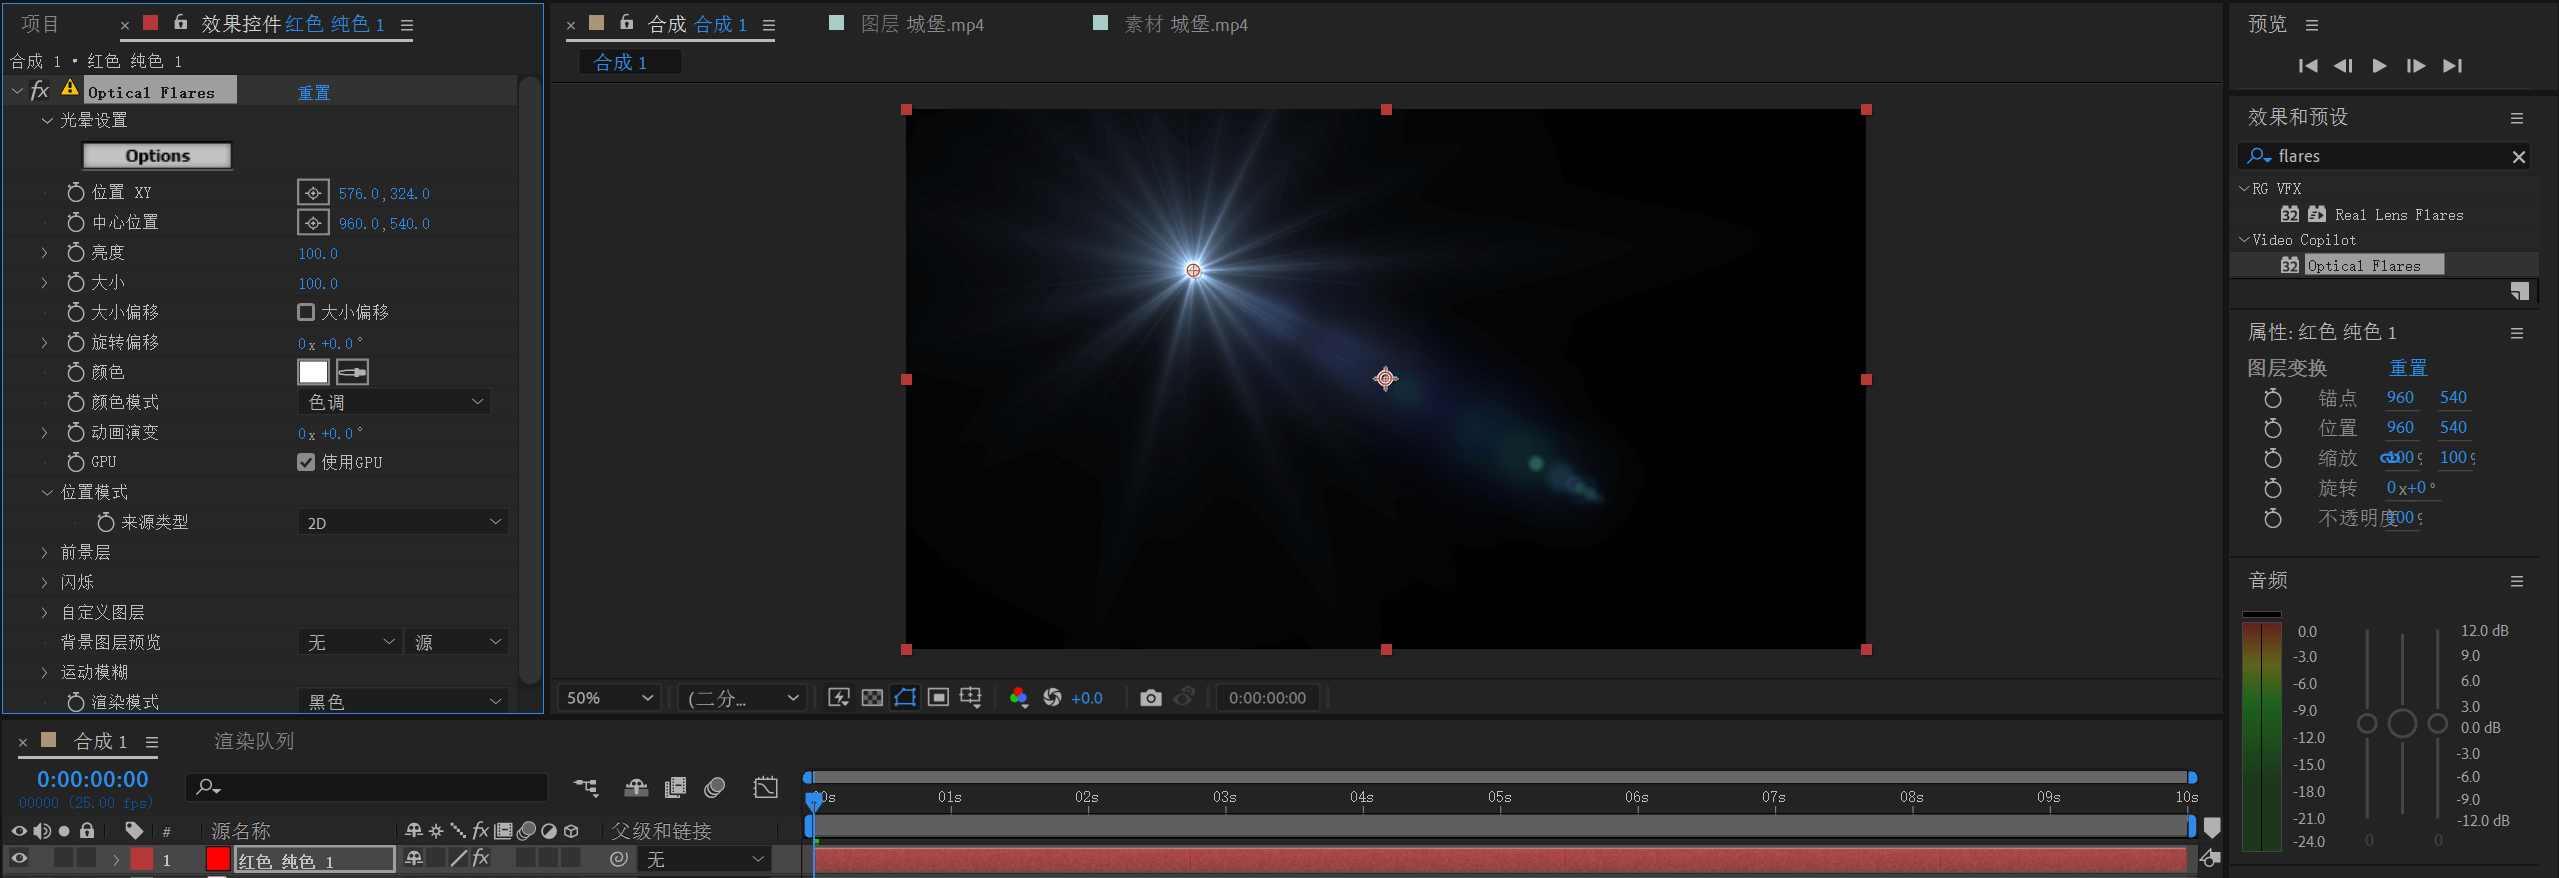 项目
× 效果控件 红色 纯色 1
合成 1 • 红色 纯色 1
fx Optical Flares 重置
光晕设置
Options
位置 XY 576.0,324.0
中心位置 960.0,540.0
亮度 100.0
大小 100.0
大小偏移 大小偏移
旋转偏移 0x+0.0°
颜色
颜色模式 色调
动画演变 0x+0.0°
GPU 使用GPU
位置模式
来源类型 2D
前景层
闪烁
自定义图层
背景图层预览 无 源
运动模糊
渲染模式 黑色
× 合成 合成 1
图层 城堡.mp4
素材 城堡.mp4
合成 1
50% (二分... +0.0 0:00:00:00
预览
效果和预设
flares
RG VFX
32 Real Lens Flares
Video Copilot
32 Optical Flares
属性: 红色 纯色 1
图层变换 重置
锚点 960 540
位置 960 540
缩放 100 % 100 %
旋转 0x+0°
不透明度 100 %
音频
0.0
-3.0
-6.0
-9.0
-12.0
-15.0
-18.0
-21.0
-24.0
12.0 dB
9.0
6.0
3.0
0.0 dB
-3.0
-6.0
-9.0
-12.0 dB
0 0
× 合成 1
渲染队列
0:00:00:00
00000 (25.00 fps)
# 源名称 fx 父级和链接
1 红色 纯色 1 fx 无
00s 01s 02s 03s 04s 05s 06s 07s 08s 09s 10s